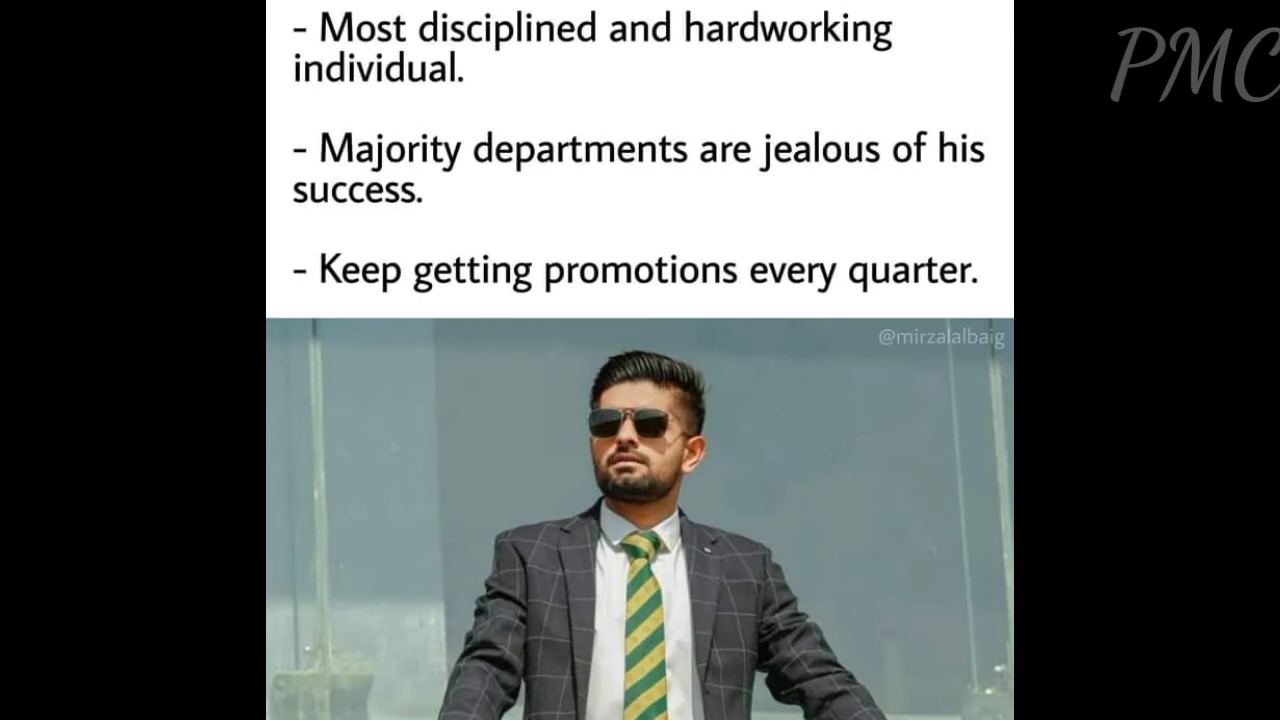 - Most disciplined and hardworking
individual.
- Majority departments are jealous of his
success.
- Keep getting promotions every quarter.
@mirzalalbaig
PMC